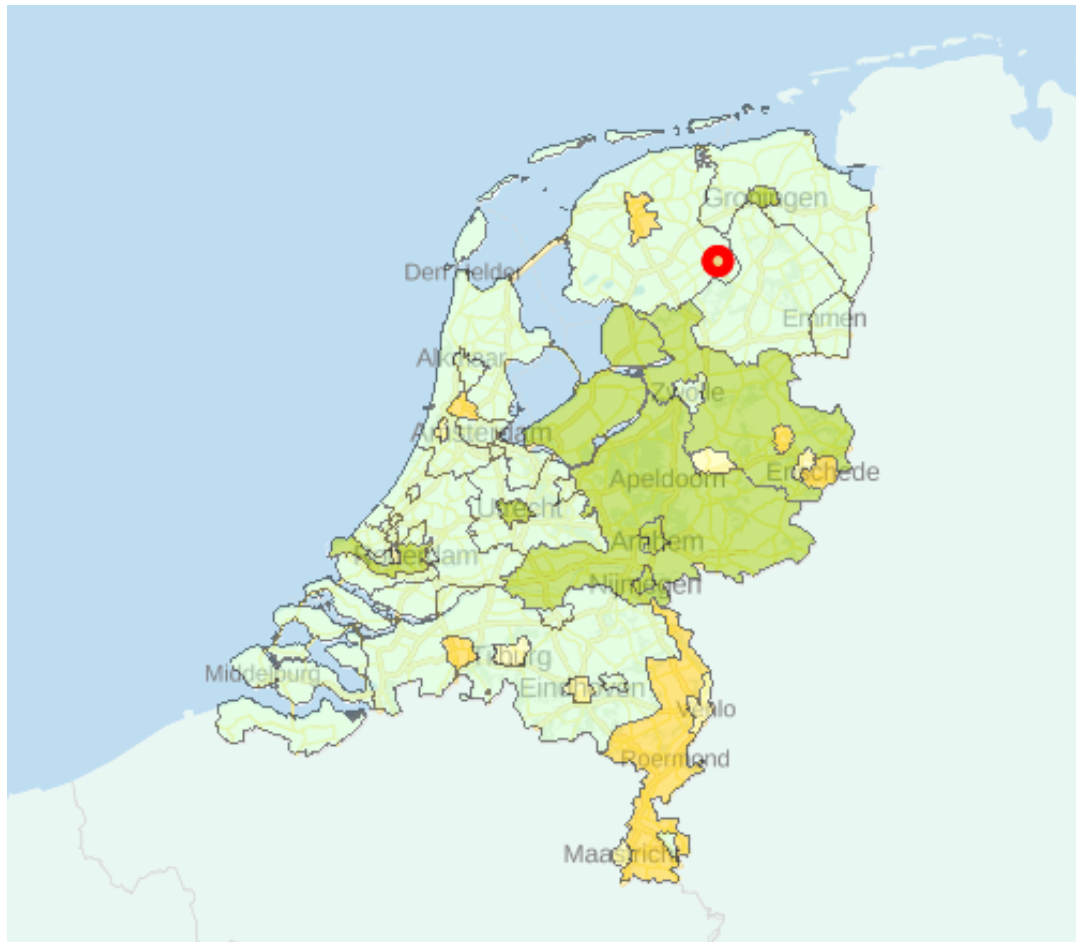 Groningen
Den Helder
Emmen
Alkmaar
Zwolle
Amsterdam
Enschede
Apeldoorn
Utrecht
Arnhem
Rotterdam
Nijmegen
Tilburg
Middelburg
Eindhoven
Venlo
Roermond
Maastricht